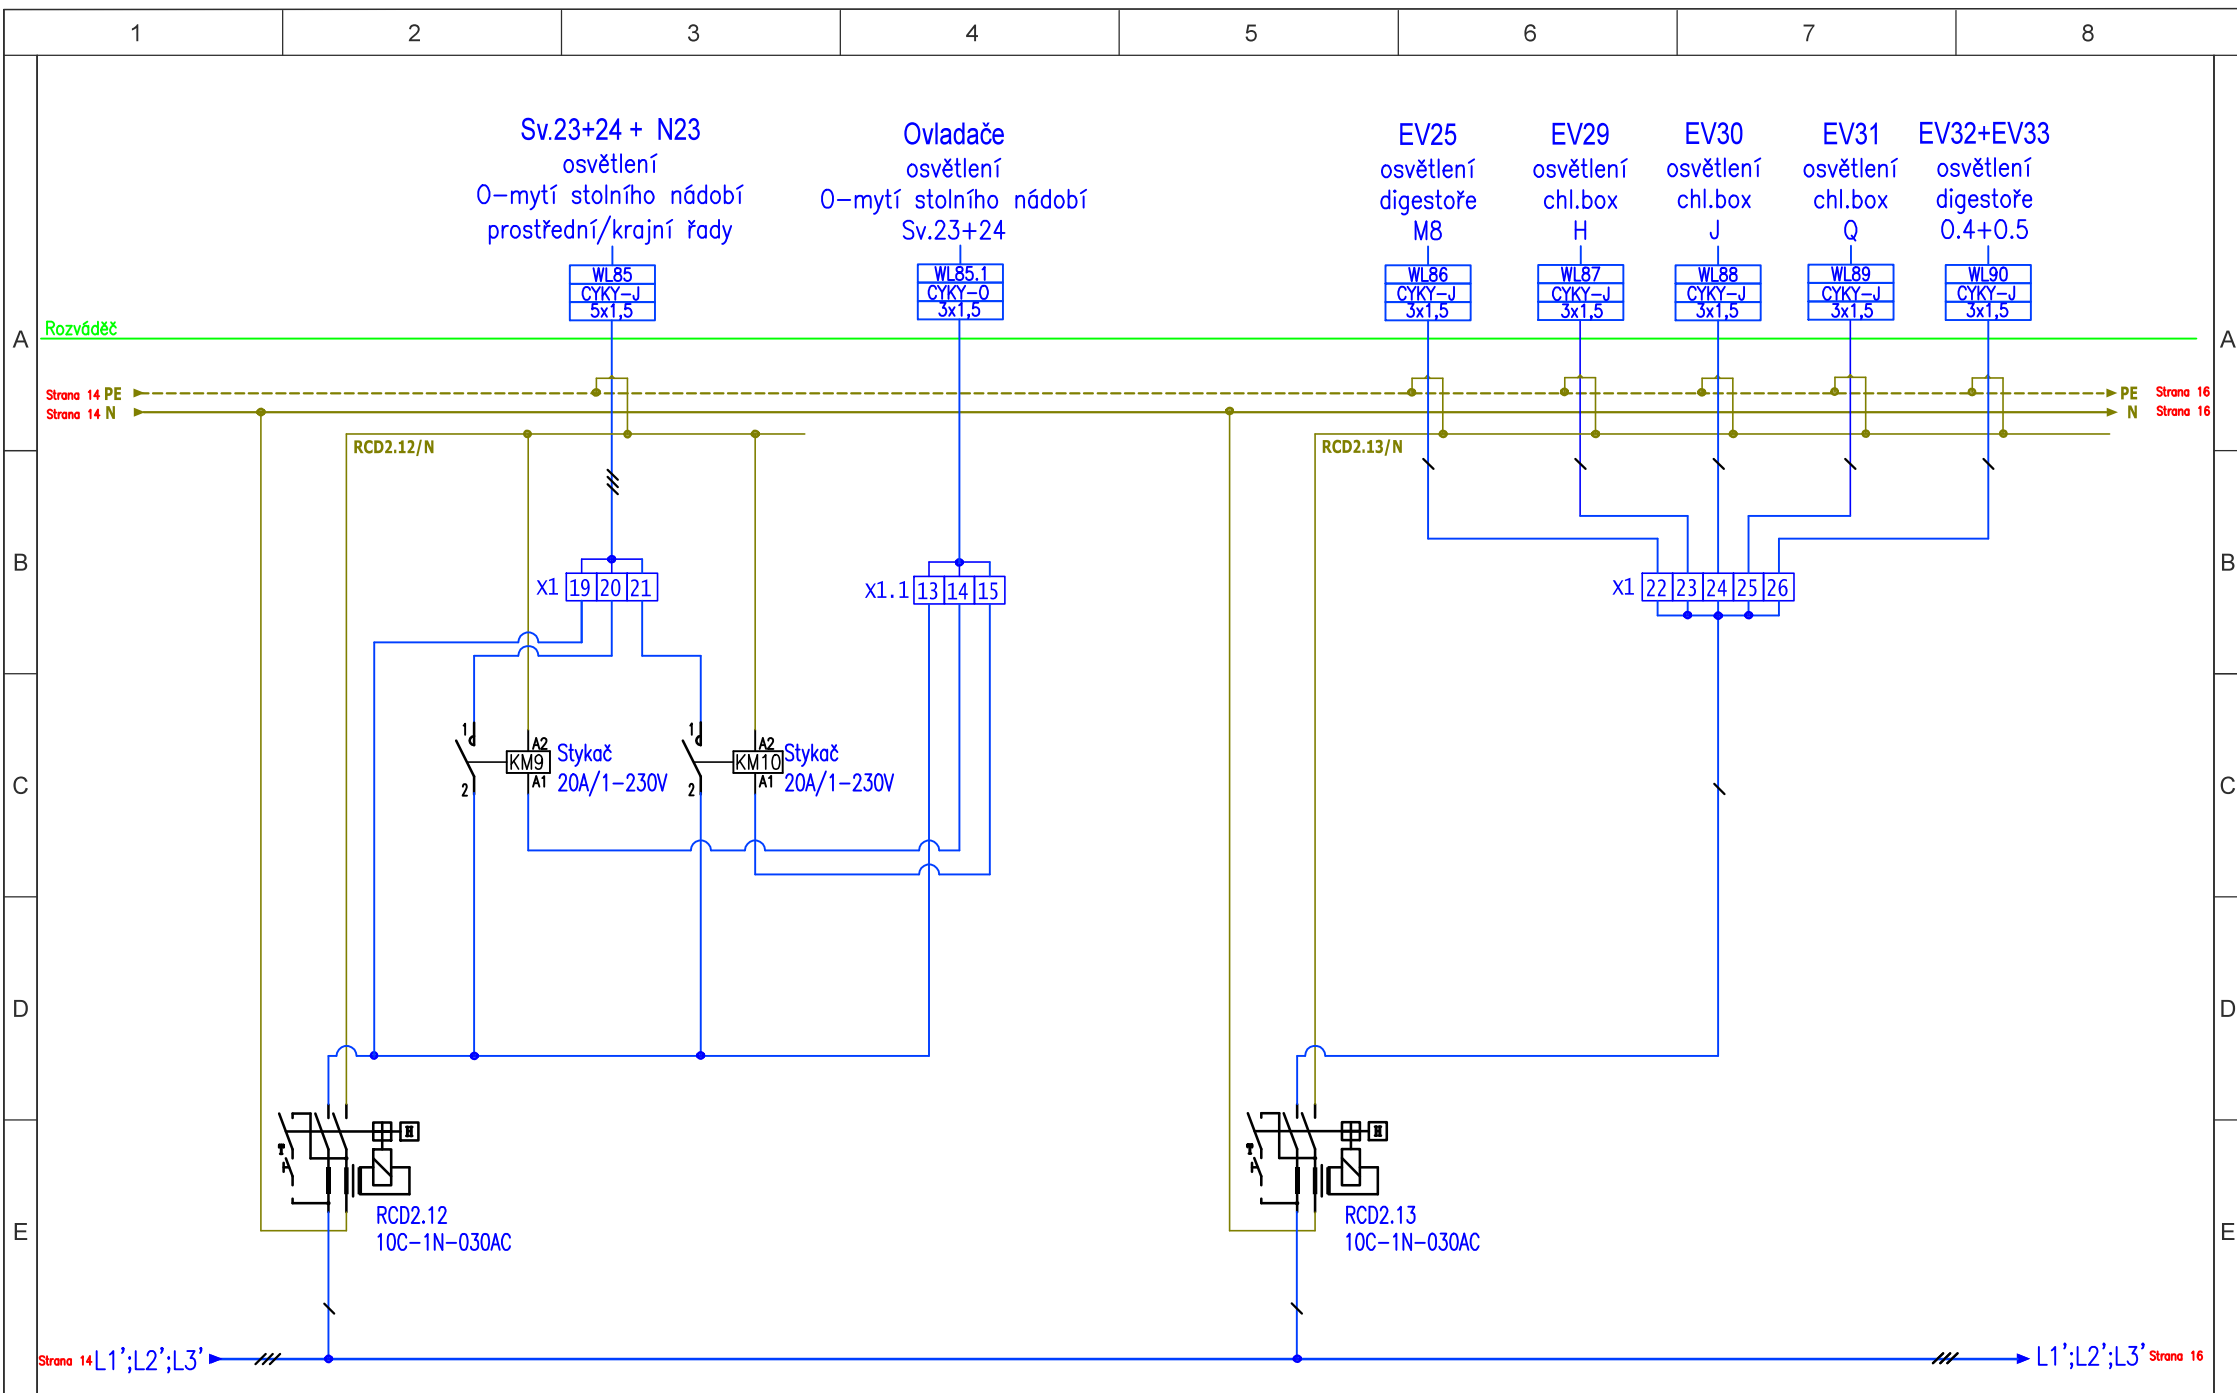 1 2 3 4 5 6 7 8
Sv.23+24 + N23
osvětlení
O-mytí stolního nádobí
prostřední/krajní řady
WL85
CYKY-J
5x1,5
Ovladače
osvětlení
O-mytí stolního nádobí
Sv.23+24
WL85.1
CYKY-O
3x1,5
EV25
osvětlení
digestoře
M8
WL86
CYKY-J
3x1,5
EV29
osvětlení
chl.box
H
WL87
CYKY-J
3x1,5
EV30
osvětlení
chl.box
J
WL88
CYKY-J
3x1,5
EV31
osvětlení
chl.box
Q
WL89
CYKY-J
3x1,5
EV32+EV33
osvětlení
digestoře
O.4+O.5
WL90
CYKY-J
3x1,5
Rozváděč
A A
Strana 14 PE PE Strana 16
Strana 14 N N Strana 16
RCD2.12/N RCD2.13/N
B B
X1 19 20 21
X1.1 13 14 15
X1 22 23 24 25 26
C C
1
2
A2
KM9
A1
Stykač
20A/1-230V
1
2
A2
KM10
A1
Stykač
20A/1-230V
D D
H H
T T
RCD2.12
10C-1N-030AC
RCD2.13
10C-1N-030AC
E E
Strana 14 L1';L2';L3' L1';L2';L3' Strana 16